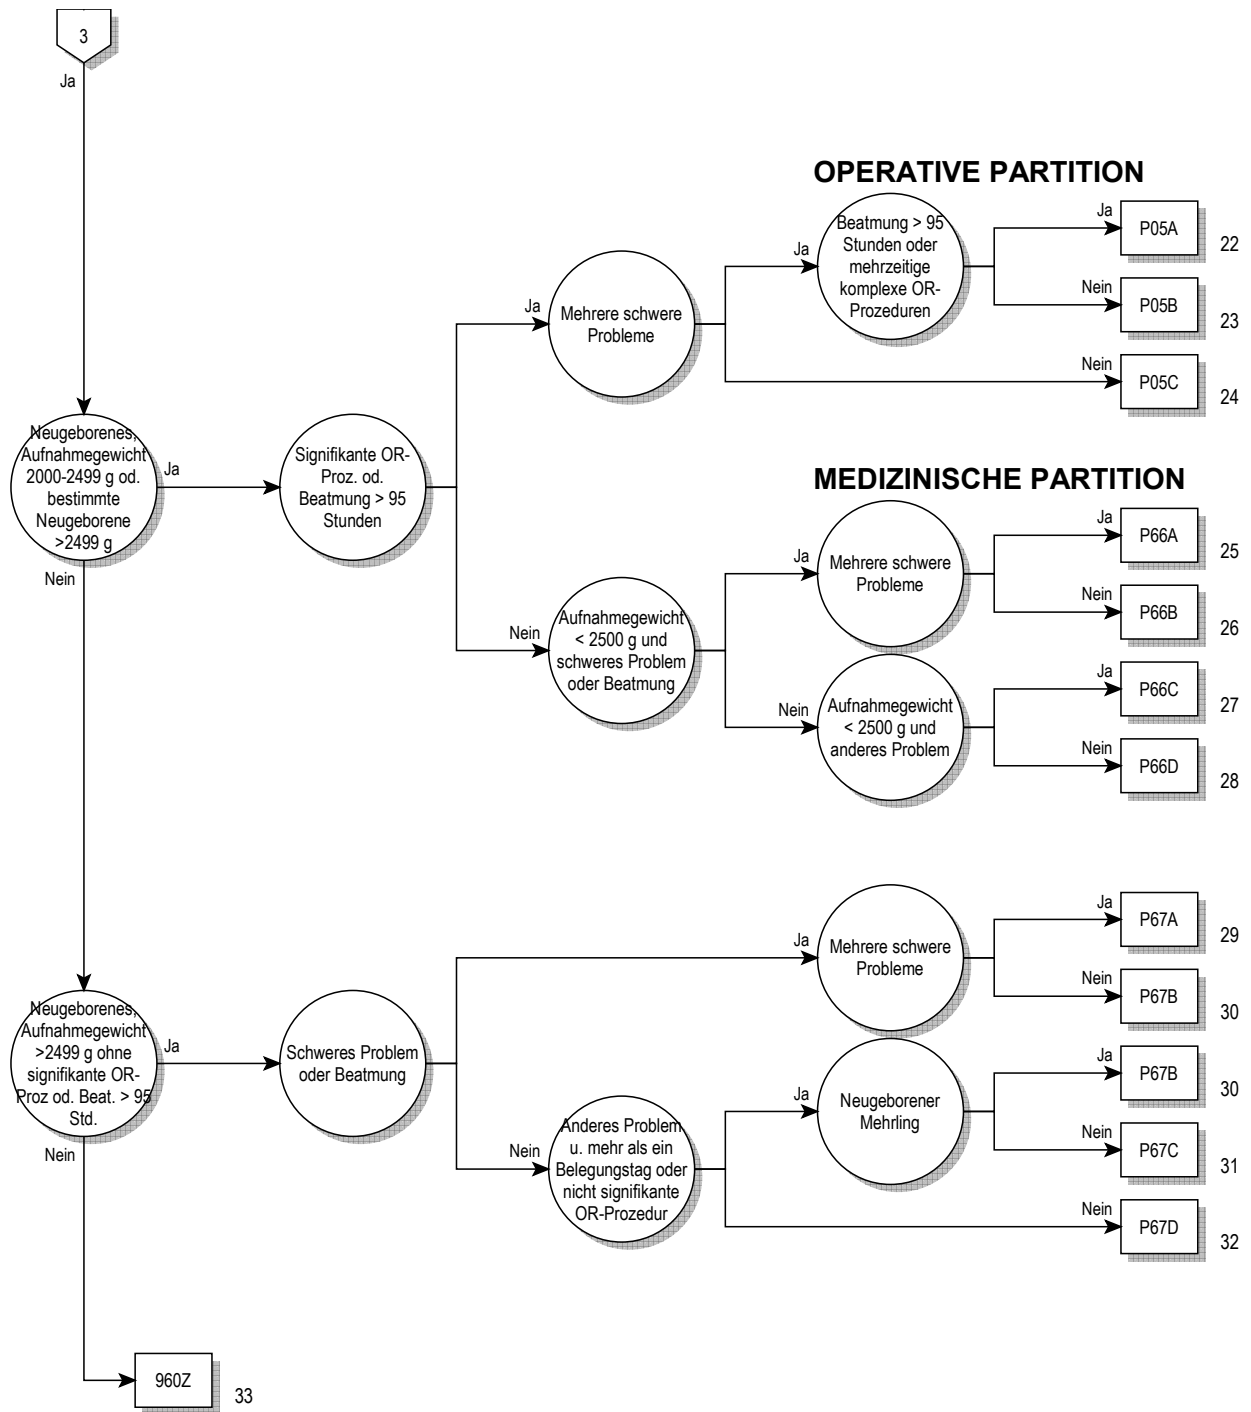 3
Ja
OPERATIVE PARTITION
Beatmung > 95
Stunden oder
mehrzeitige
komplexe OR-
Prozeduren
Ja
Ja
P05A
22
Nein
P05B
23
Ja
Mehrere schwere
Probleme
Nein
P05C
24
Neugeborenes,
Aufnahmegewicht
2000-2499 g od.
bestimmte
Neugeborene
>2499 g
Ja
Nein
Signifikante OR-
Proz. od.
Beatmung > 95
Stunden
MEDIZINISCHE PARTITION
Ja
Mehrere schwere
Probleme
Ja
P66A
25
Nein
P66B
26
Nein
Aufnahmegewicht
< 2500 g und
schweres Problem
oder Beatmung
Nein
Aufnahmegewicht
< 2500 g und
anderes Problem
Ja
P66C
27
Nein
P66D
28
Ja
Mehrere schwere
Probleme
Ja
P67A
29
Nein
P67B
30
Neugeborenes,
Aufnahmegewicht
>2499 g ohne
signifikante OR-
Proz od. Beat. > 95
Std.
Ja
Nein
Schweres Problem
oder Beatmung
Nein
Anderes Problem
u. mehr als ein
Belegungstag oder
nicht signifikante
OR-Prozedur
Ja
Neugeborener
Mehrling
Ja
P67B
30
Nein
P67C
31
Nein
P67D
32
960Z
33